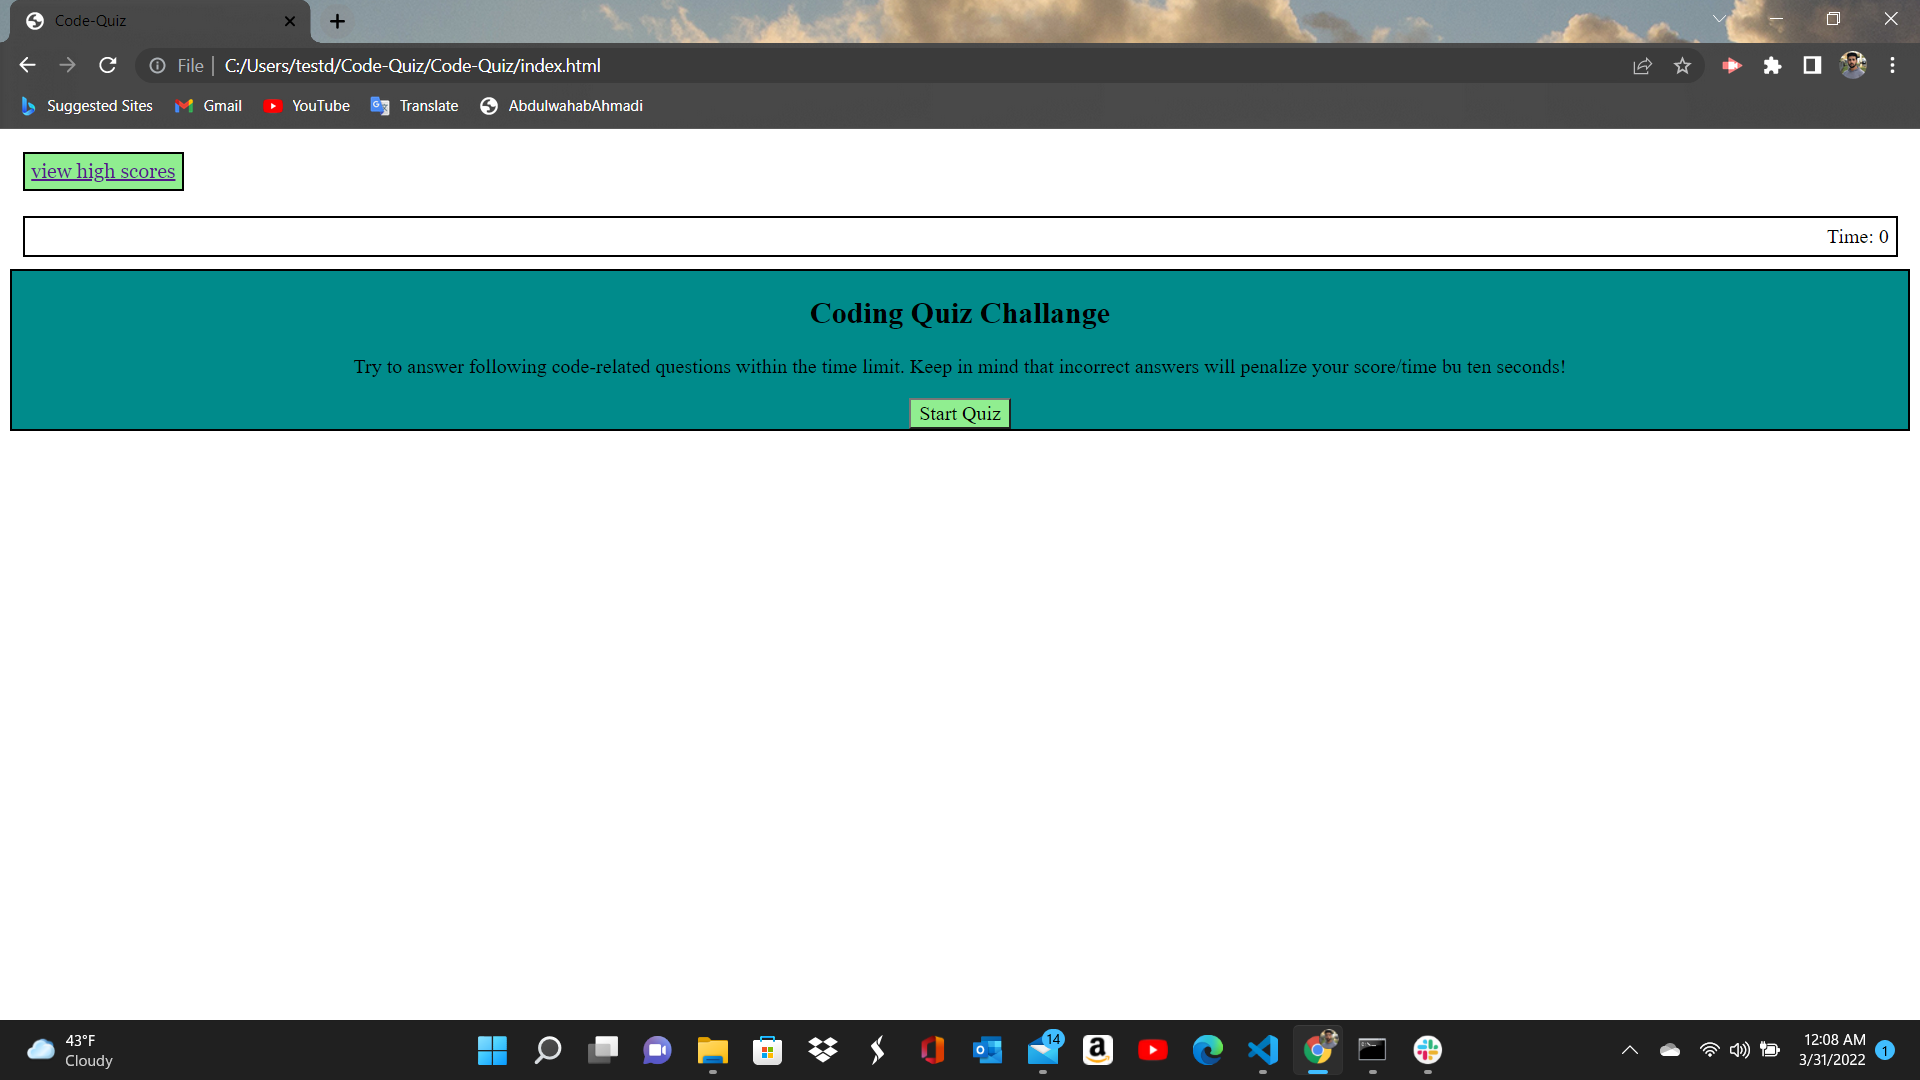 Code-Quiz
File | C:/Users/testd/Code-Quiz/Code-Quiz/index.html
Suggested Sites Gmail YouTube Translate AbdulwahabAhmadi
view high scores
Time: 0
Coding Quiz Challange
Try to answer following code-related questions within the time limit. Keep in mind that incorrect answers will penalize your score/time bu ten seconds!
Start Quiz
43°F
Cloudy
14
12:08 AM
3/31/2022
1